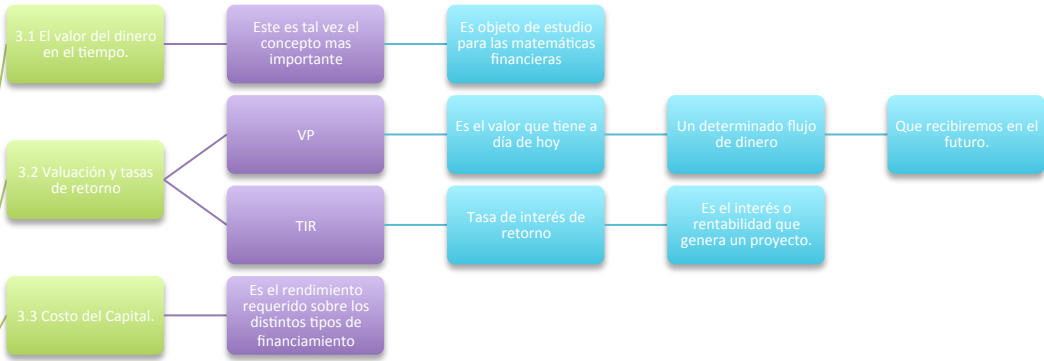 3.1 El valor del dinero
en el tiempo.
Este es tal vez el
concepto mas
importante
Es objeto de estudio
para las matemáticas
financieras
3.2 Valuación y tasas
de retorno
VP
Es el valor que tiene a
día de hoy
Un determinado flujo
de dinero
Que recibiremos en el
futuro.
TIR
Tasa de interés de
retorno
Es el interés o
rentabilidad que
genera un proyecto.
3.3 Costo del Capital.
Es el rendimiento
requerido sobre los
distintos tipos de
financiamiento